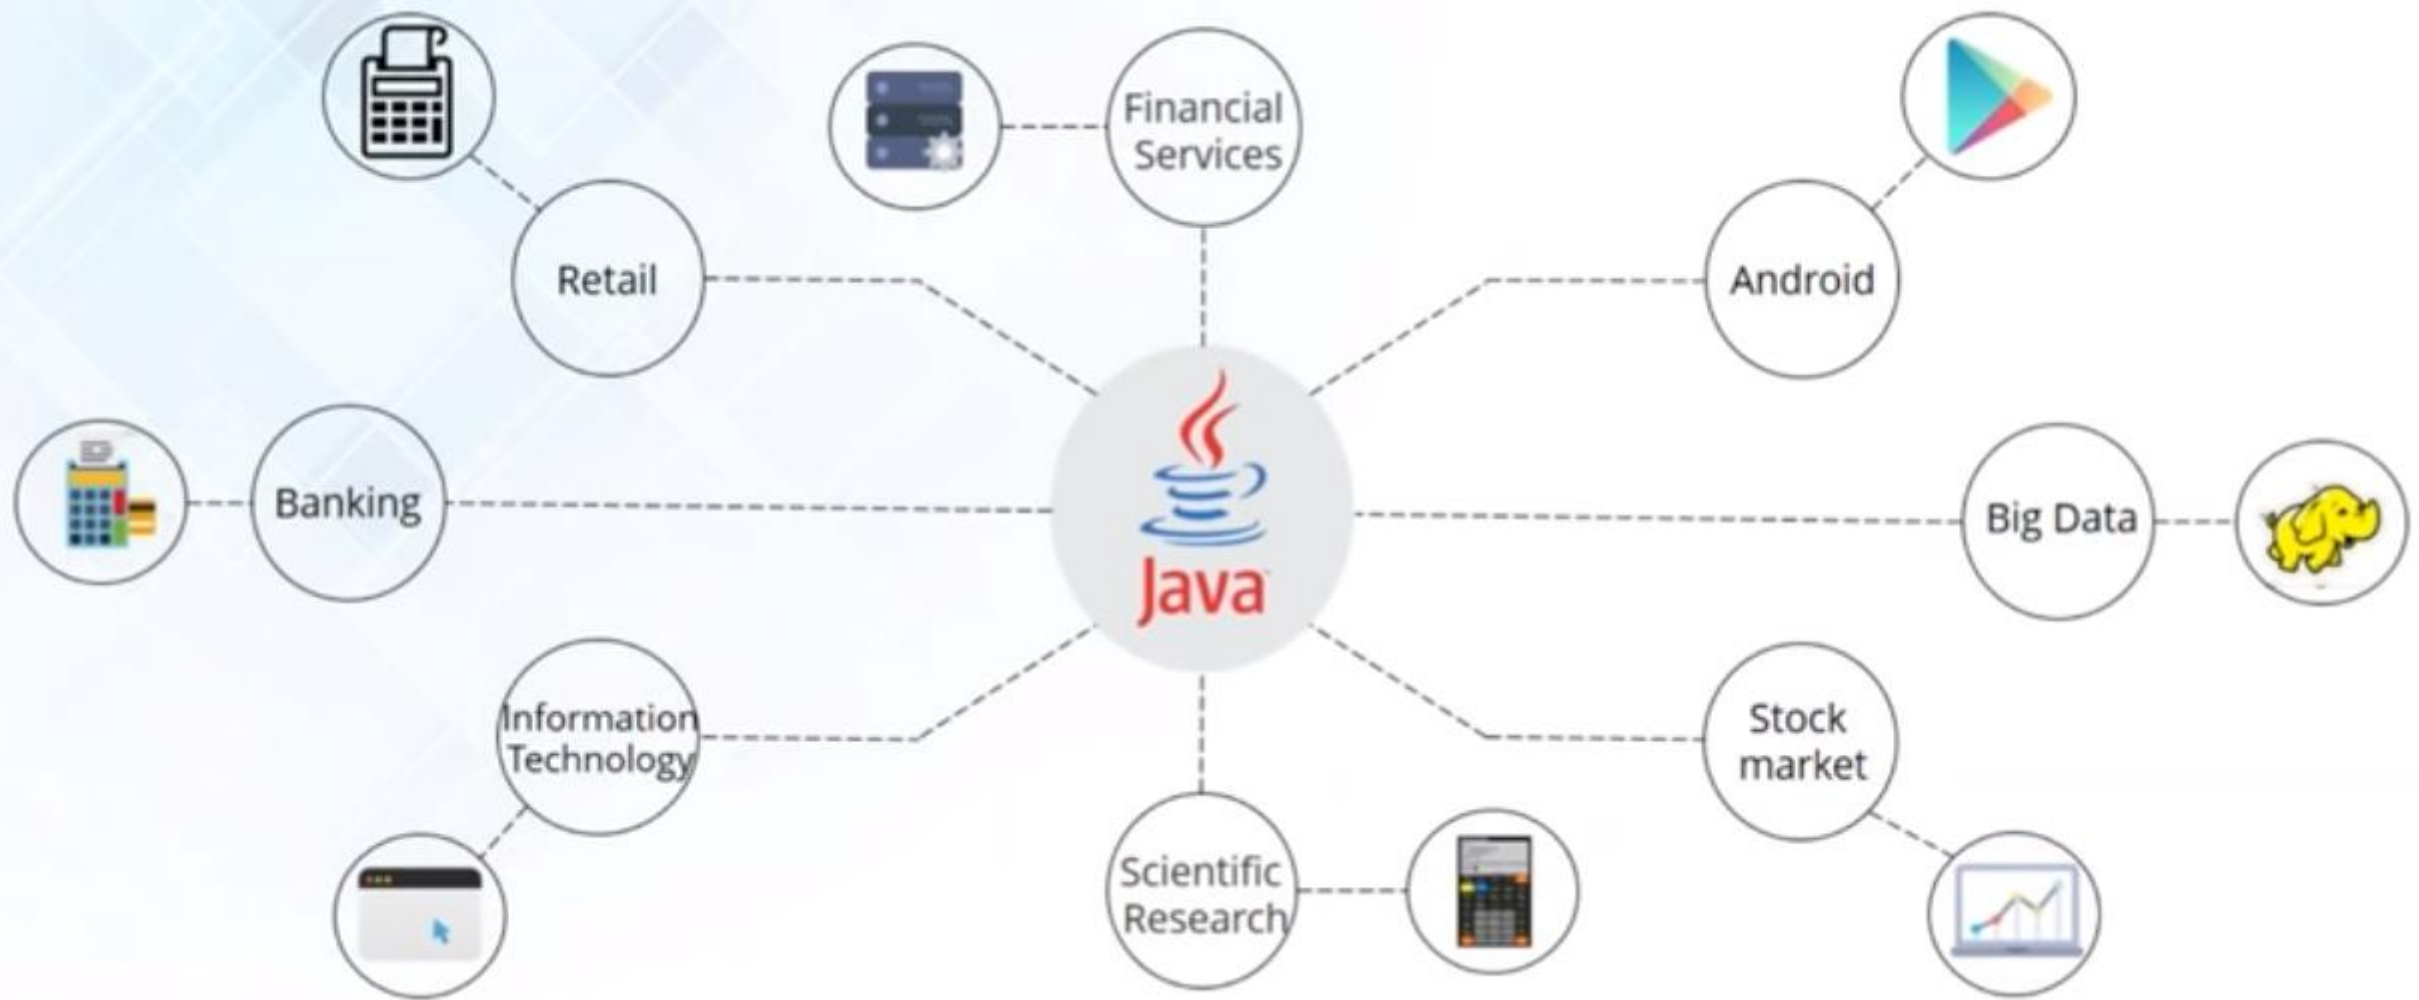 Financial
Services
Retail
Android
Banking
Java
Big Data
Information
Technology
Stock
market
Scientific
Research